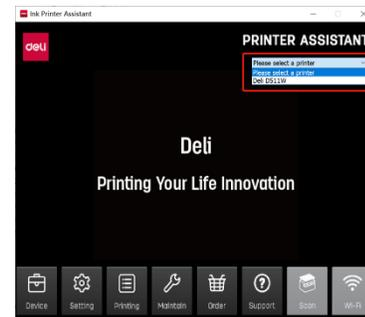 Ink Printer Assistant
deli
PRINTER ASSISTANT
Please select a printer
Please select a printer
Deli D511W
Deli
Printing Your Life Innovation
Device Setting Printing Maintain Order Support Scan Wi-Fi